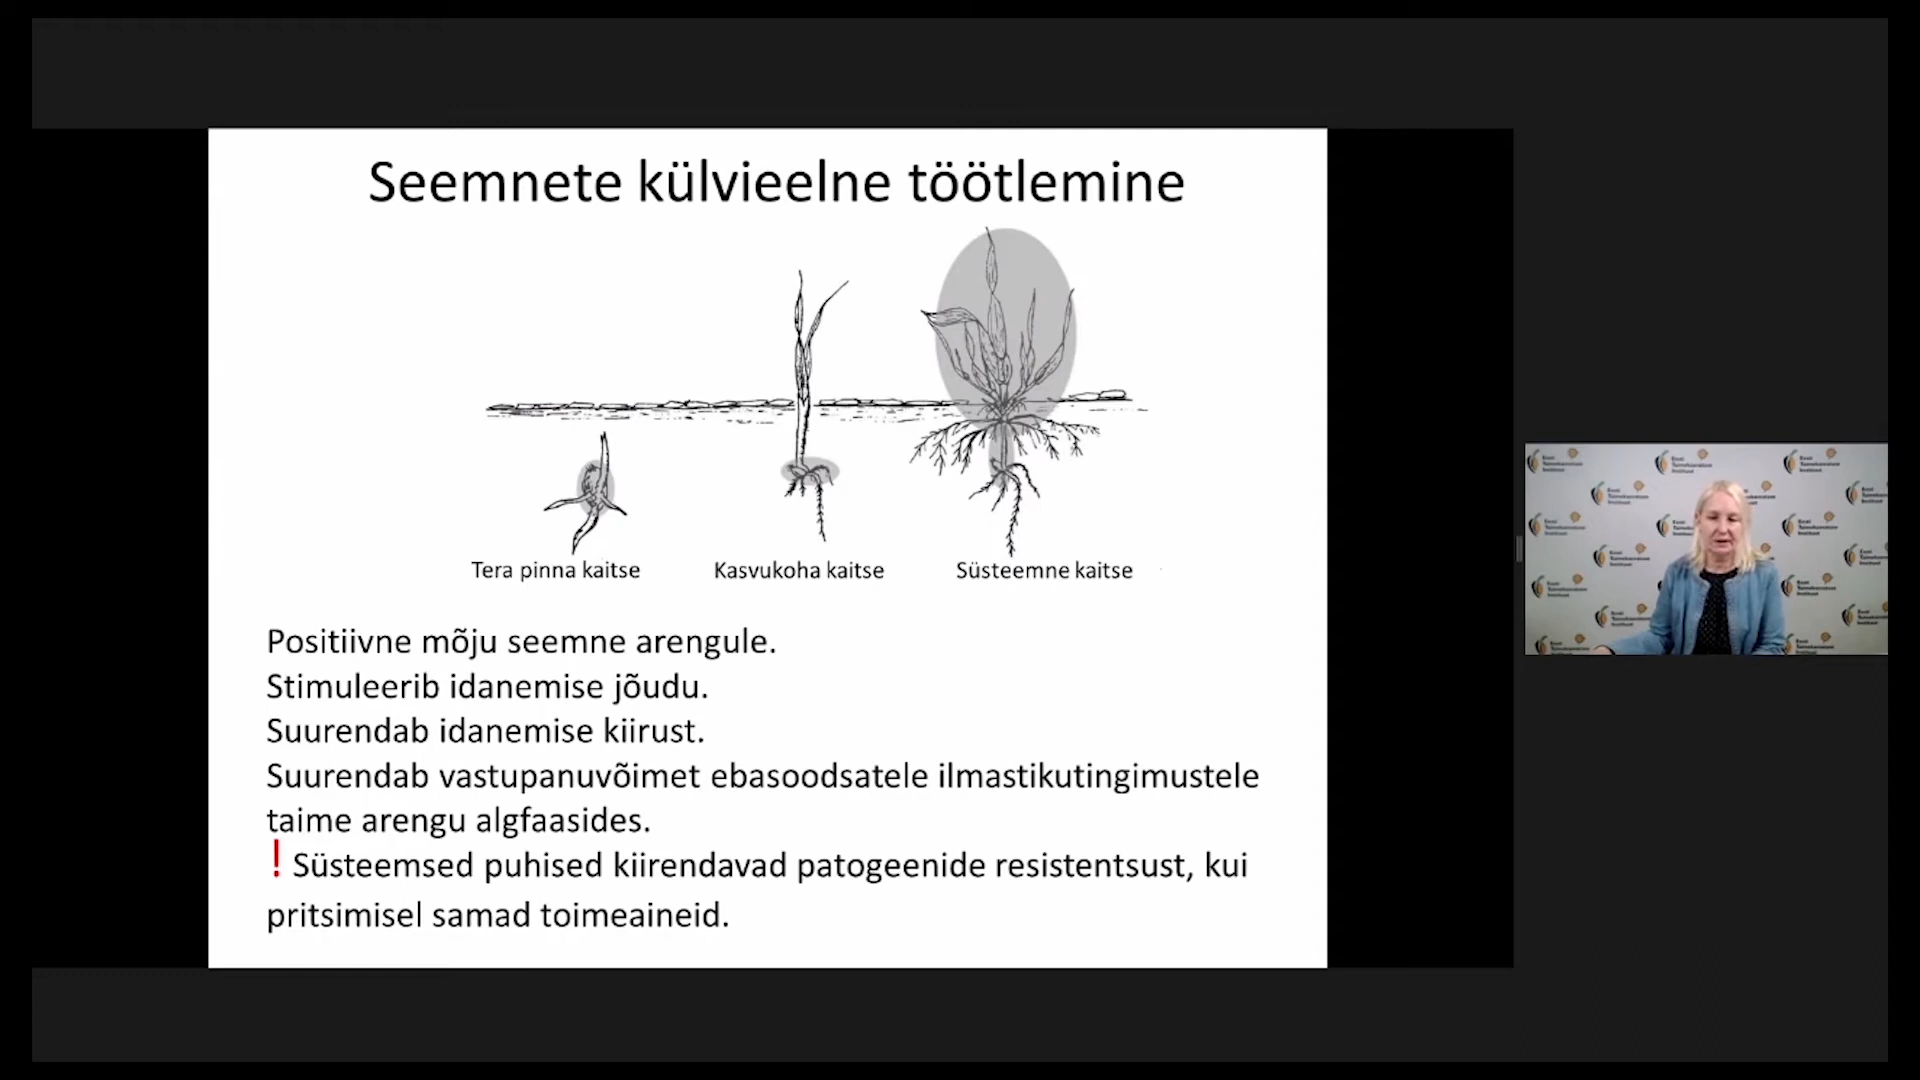 Seemnete külvieelne töötlemine
Tera pinna kaitse
Kasvukoha kaitse
Süsteemne kaitse
Positiivne mõju seemne arengule.
Stimuleerib idanemise jõudu.
Suurendab idanemise kiirust.
Suurendab vastupanuvõimet ebasoodsatele ilmastikutingimustele
taime arengu algfaasides.
! Süsteemsed puhised kiirendavad patogeenide resistentsust, kui
pritsimisel samad toimeaineid.